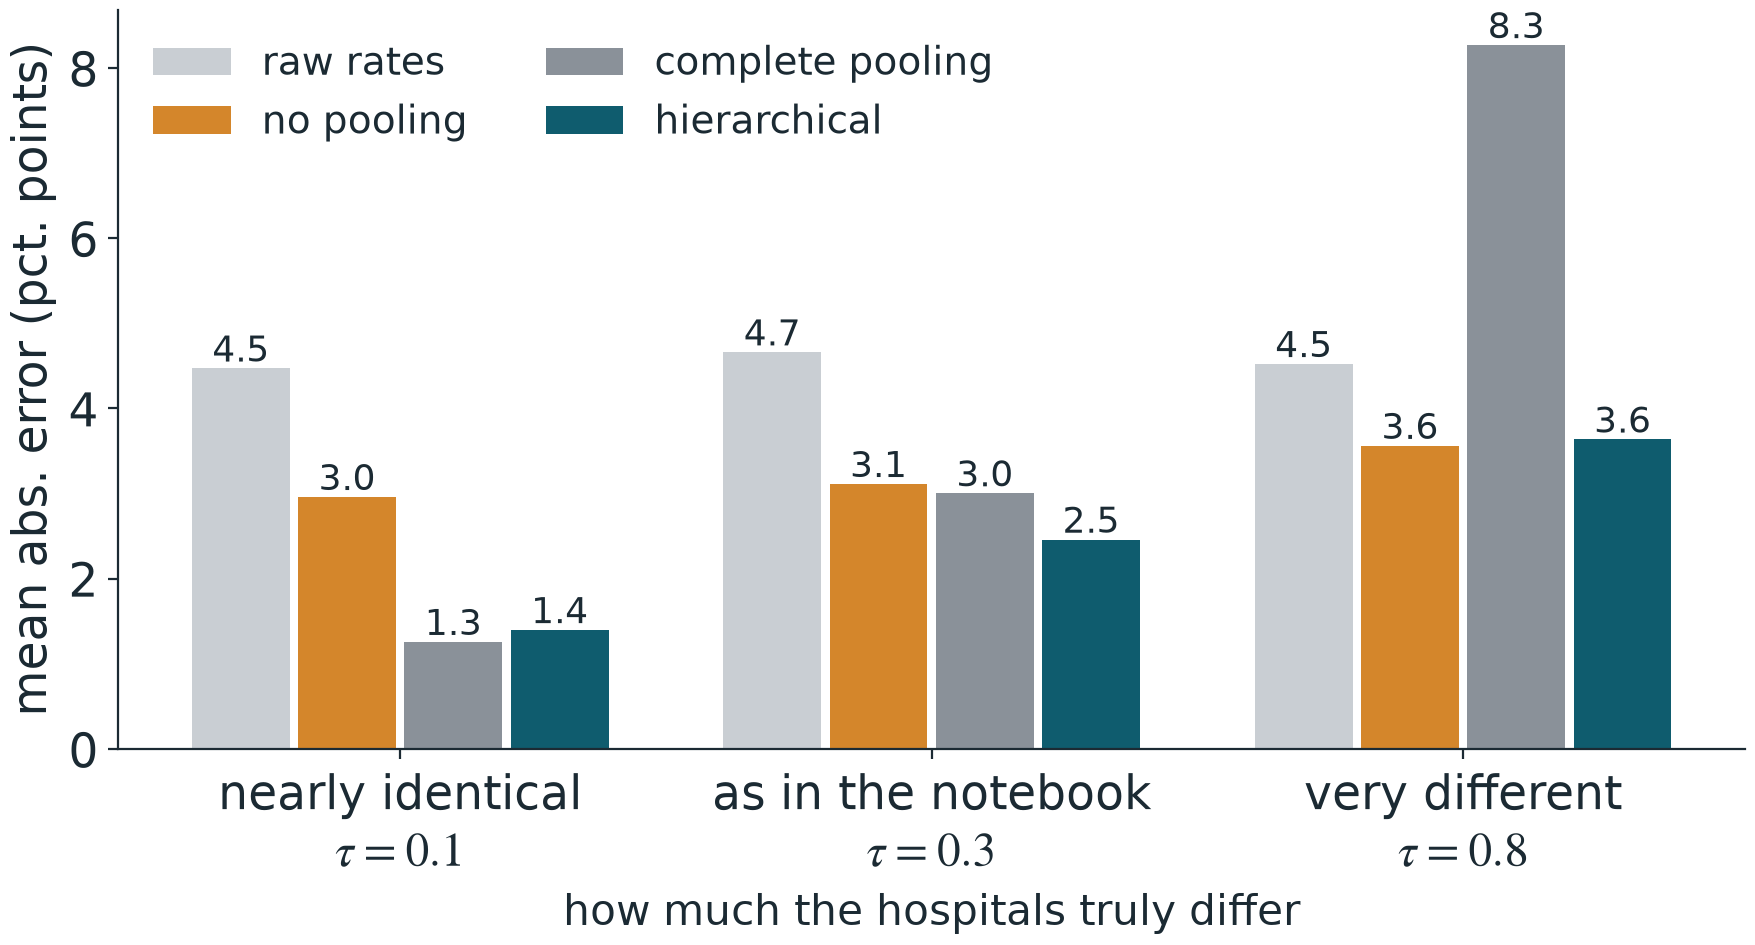 mean abs. error (pct. points)
8
6
4
2
0
raw rates
no pooling
complete pooling
hierarchical
4.5
3.0
1.3
1.4
4.7
3.1
3.0
2.5
4.5
3.6
8.3
3.6
nearly identical
τ = 0.1
as in the notebook
τ = 0.3
very different
τ = 0.8
how much the hospitals truly differ